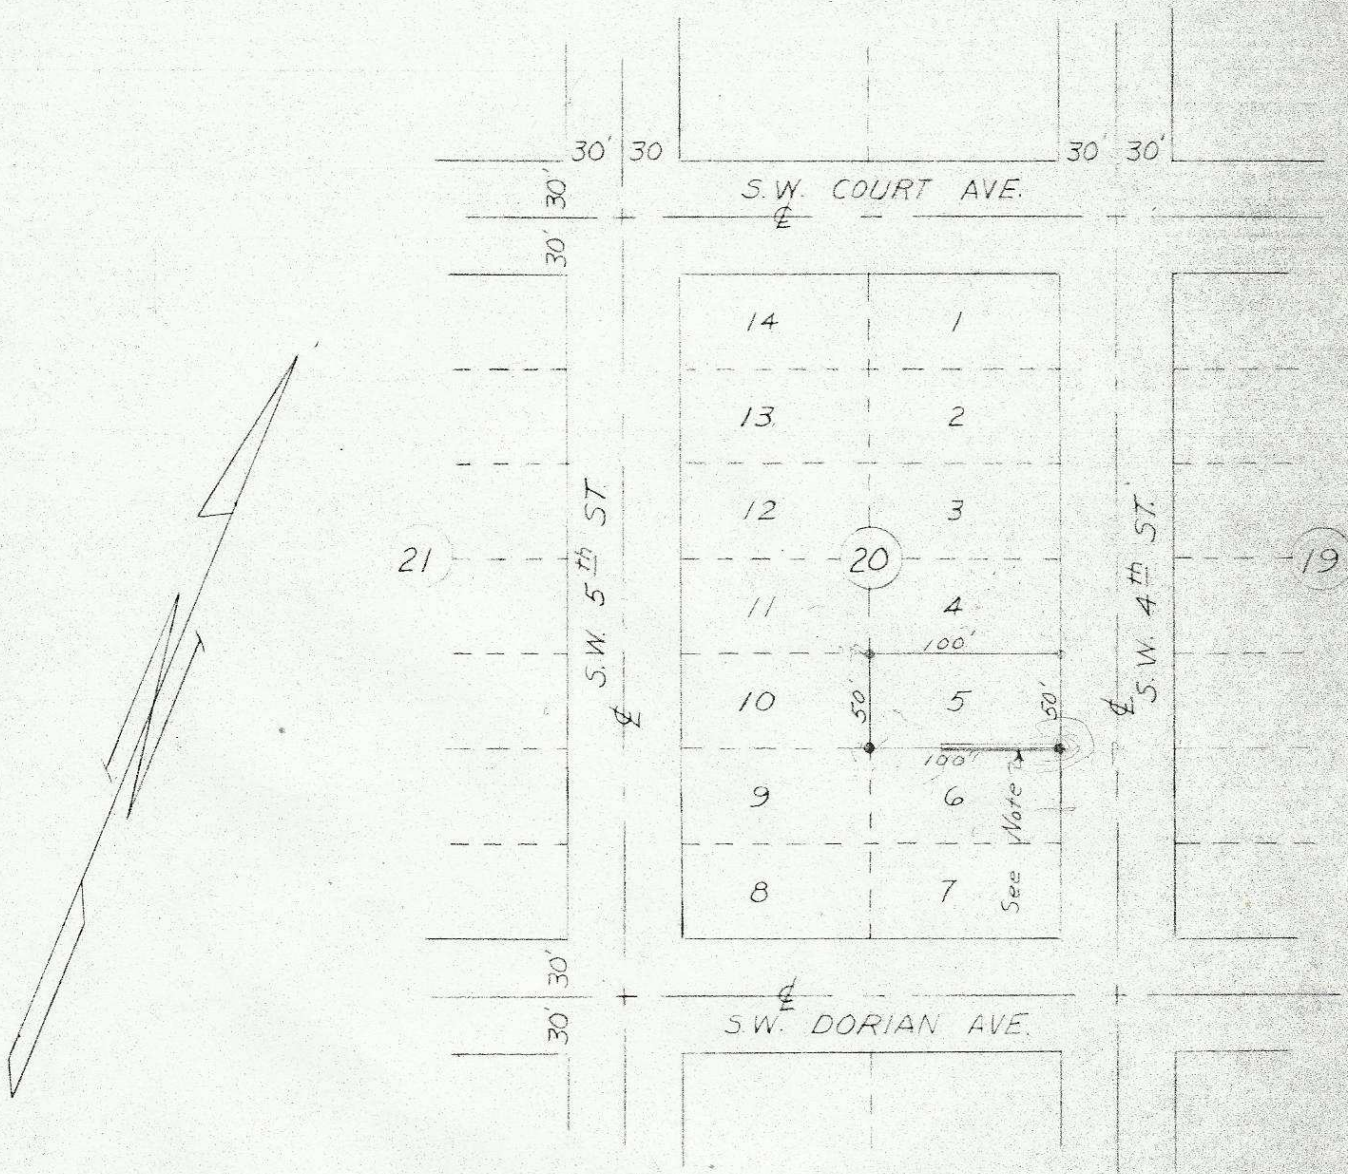 30' 30 30' 30'
30'
S.W. COURT AVE.
℄
30'
14 1
13 2
12 3
S.W. 5th ST.
S.W. 4th ST.
21 20 19
11 4
100'
10 50' 5 50'
℄ ℄
100'
9 6
See Note
8 7
30'
℄
30'
S.W. DORIAN AVE.
N